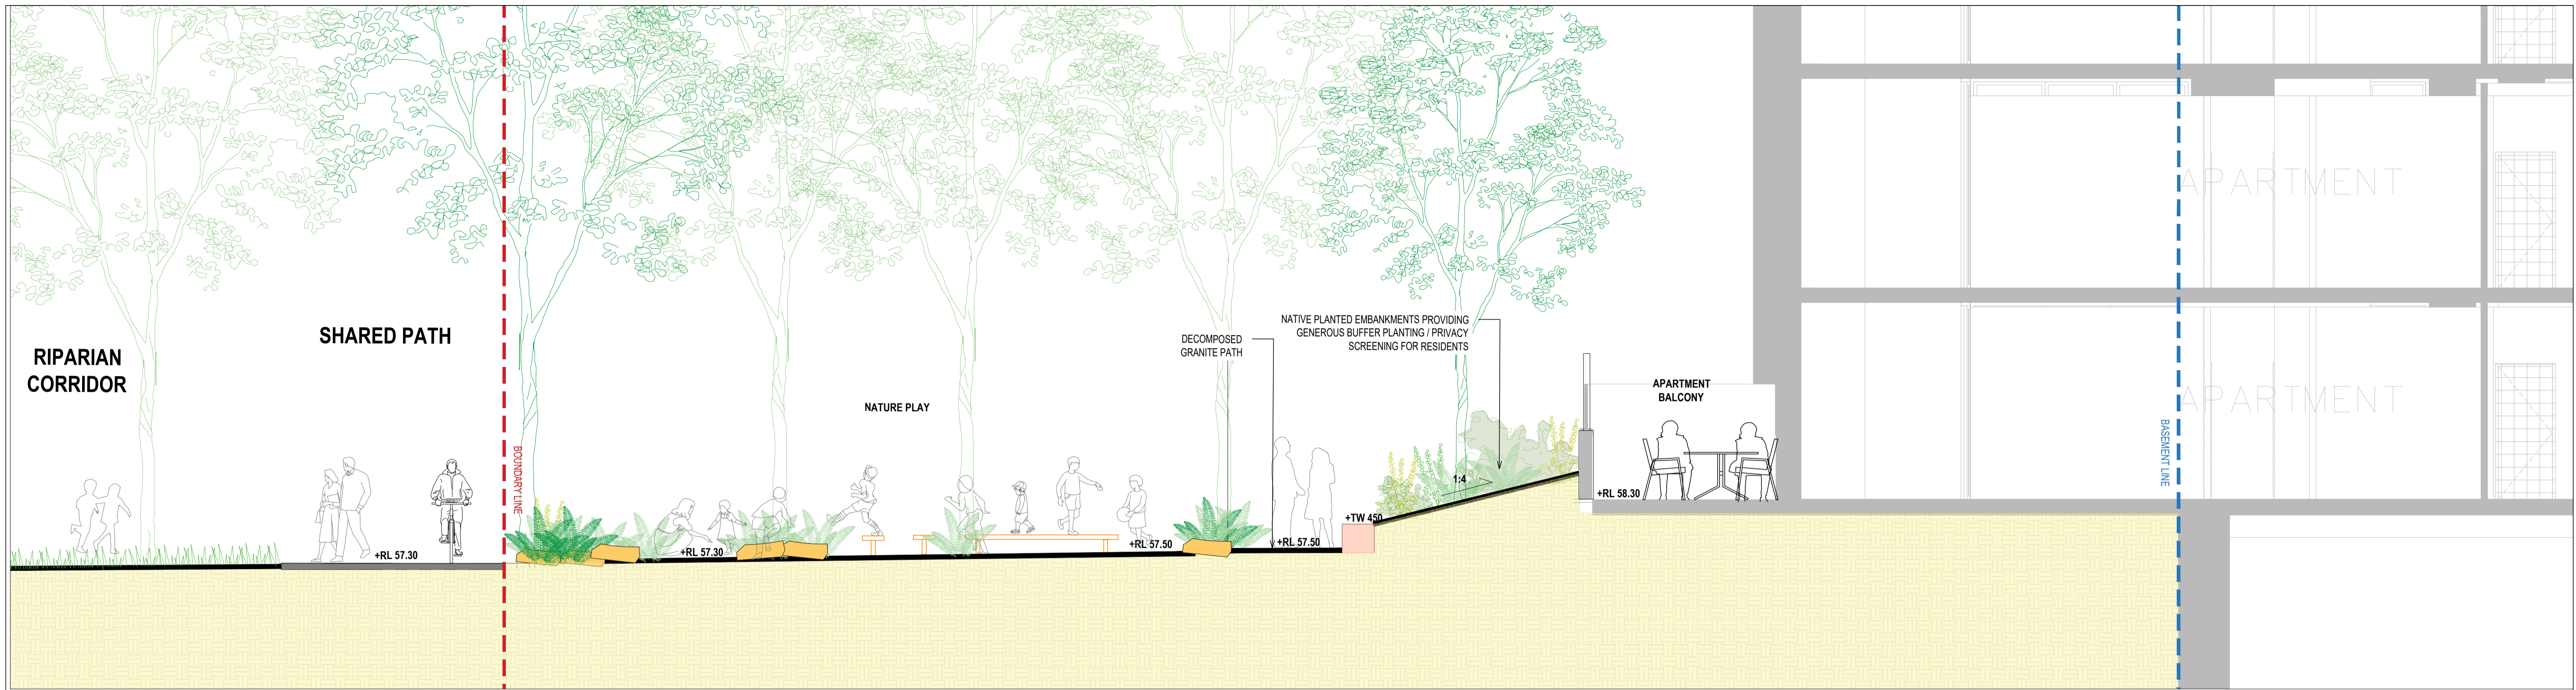 RIPARIAN
CORRIDOR
SHARED PATH
+RL 57.30
BOUNDARY LINE
+RL 57.30
NATURE PLAY
+RL 57.50
DECOMPOSED
GRANITE PATH
+RL 57.50
NATIVE PLANTED EMBANKMENTS PROVIDING
GENEROUS BUFFER PLANTING / PRIVACY
SCREENING FOR RESIDENTS
+TW 450
1:4
+RL 58.30
APARTMENT
BALCONY
BASEMENT LINE
APARTMENT
APARTMENT